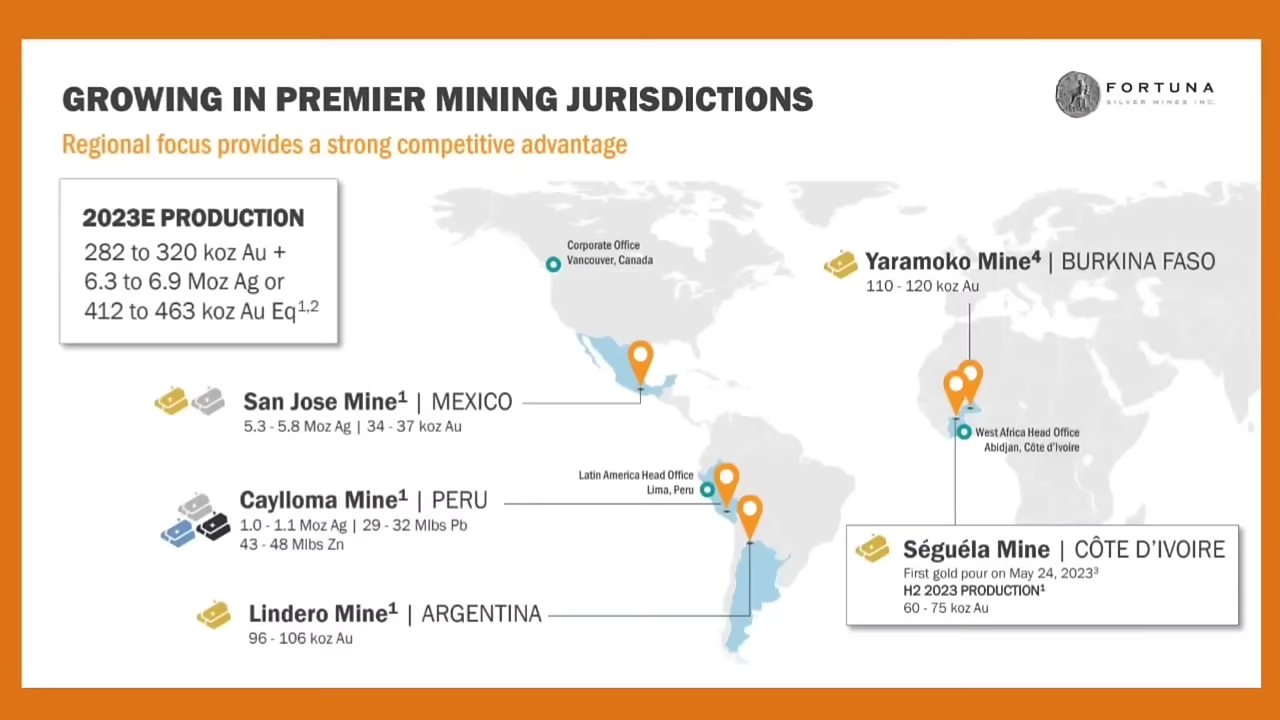 GROWING IN PREMIER MINING JURISDICTIONS
FORTUNA
SILVER MINES INC.
Regional focus provides a strong competitive advantage
2023E PRODUCTION
282 to 320 koz Au +
6.3 to 6.9 Moz Ag or
412 to 463 koz Au Eq¹,²
Corporate Office
Vancouver, Canada
Yaramoko Mine⁴ | BURKINA FASO
110 - 120 koz Au
San Jose Mine¹ | MEXICO
5.3 - 5.8 Moz Ag | 34 - 37 koz Au
West Africa Head Office
Abidjan, Côte d'Ivoire
Latin America Head Office
Lima, Peru
Caylloma Mine¹ | PERU
1.0 - 1.1 Moz Ag | 29 - 32 Mlbs Pb
43 - 48 Mlbs Zn
Séguéla Mine | CÔTE D'IVOIRE
First gold pour on May 24, 2023³
H2 2023 PRODUCTION¹
60 - 75 koz Au
Lindero Mine¹ | ARGENTINA
96 - 106 koz Au